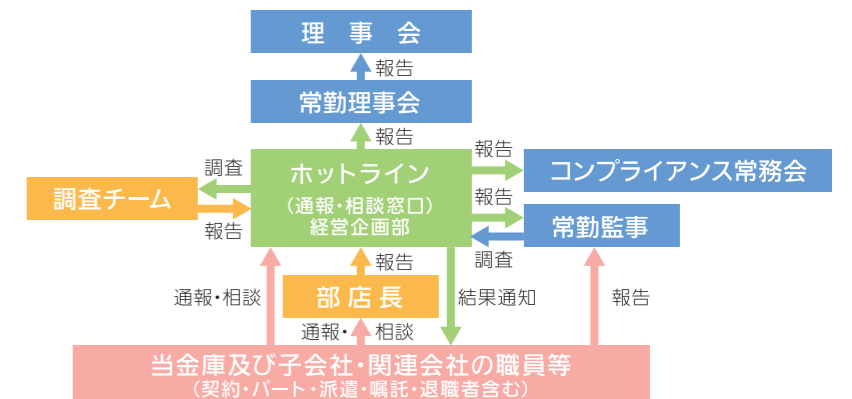 理事会
報告
常勤理事会
報告
ホットライン
（通報・相談窓口）
経営企画部
調査
調査チーム
報告
報告
コンプライアンス常務会
報告
常勤監事
調査
報告
部店長
通報・相談
結果通知
報告
通報・相談
当金庫及び子会社・関連会社の職員等
（契約・パート・派遣・嘱託・退職者含む）